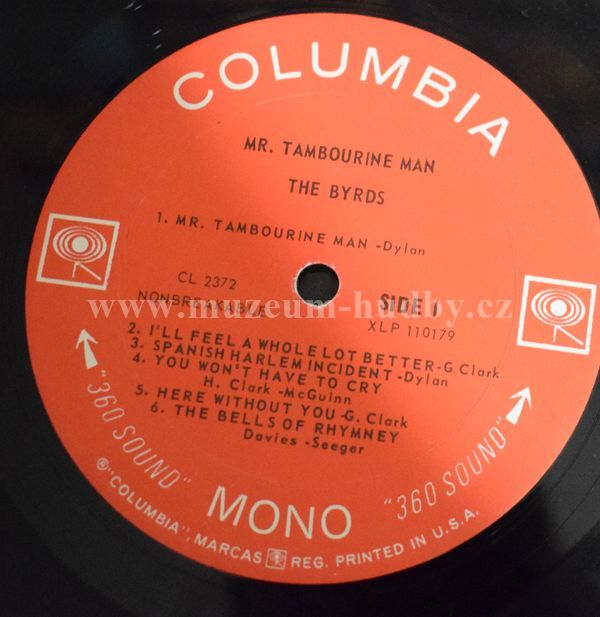 COLUMBIA
MR. TAMBOURINE MAN
THE BYRDS
1. MR. TAMBOURINE MAN -Dylan
CL 2372
NONBREAKABLE
SIDE 1
XLP 110179
www.muzeum-hudby.cz
2. I'LL FEEL A WHOLE LOT BETTER-G Clark
3. SPANISH HARLEM INCIDENT -Dylan
4. YOU WON'T HAVE TO CRY
H. Clark -McGuinn
5. HERE WITHOUT YOU -G. Clark
6. THE BELLS OF RHYMNEY
Davies -Seeger
"360 SOUND"
MONO
"360 SOUND"
®"COLUMBIA", MARCAS REG. PRINTED IN U.S.A.